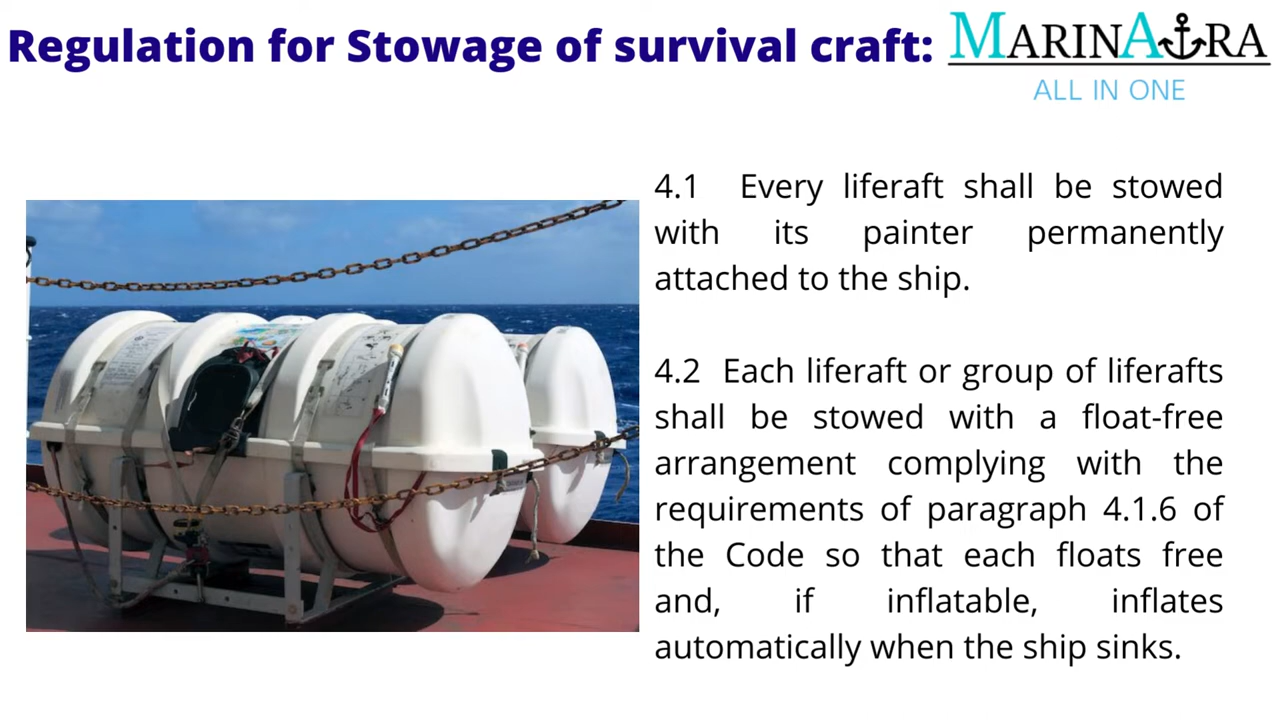 Regulation for Stowage of survival craft:
MARINAURA
ALL IN ONE
4.1 Every liferaft shall be stowed
with its painter permanently
attached to the ship.
4.2 Each liferaft or group of liferafts
shall be stowed with a float-free
arrangement complying with the
requirements of paragraph 4.1.6 of
the Code so that each floats free
and, if inflatable, inflates
automatically when the ship sinks.